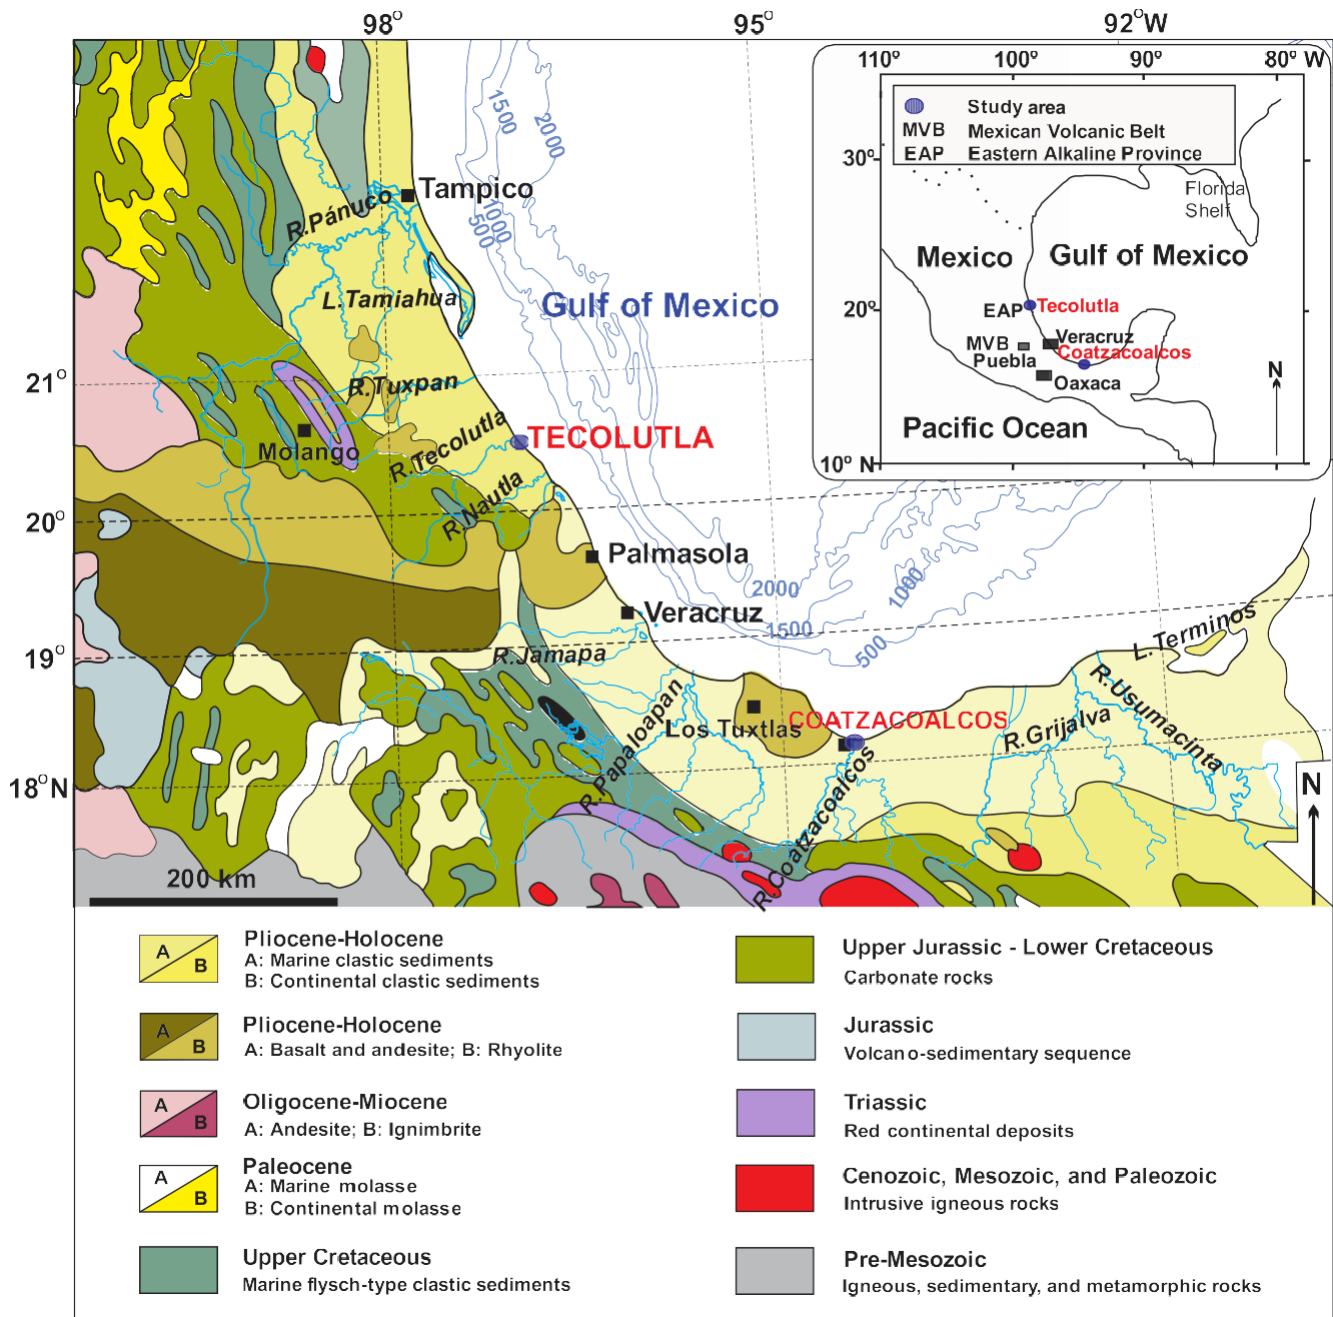 98°
95°
92°W
110°
100°
90°
80° W
Study area
MVB Mexican Volcanic Belt
EAP Eastern Alkaline Province
30°
Florida
Shelf
Mexico
Gulf of Mexico
EAP
Tecolutla
20°
MVB
Veracruz
Puebla
Coatzacoalcos
Oaxaca
N
Pacific Ocean
10° N
1500
2000
1000
500
Tampico
R.Pánuco
L.Tamiahua
Gulf of Mexico
21°
R.Tuxpan
Molango
R.Tecolutla
TECOLUTLA
R.Nautla
20°
Palmasola
2000
1000
Veracruz
1500
500
L.Terminos
19°
R.Jamapa
R.Papaloapan
Los Tuxtlas
COATZACOALCOS
R.Grijalva
R.Usumacinta
18°N
R.Coatzacoalcos
N
200 km
A
B
Pliocene-Holocene
A: Marine clastic sediments
B: Continental clastic sediments
A
B
Pliocene-Holocene
A: Basalt and andesite; B: Rhyolite
A
B
Oligocene-Miocene
A: Andesite; B: Ignimbrite
A
B
Paleocene
A: Marine molasse
B: Continental molasse
Upper Cretaceous
Marine flysch-type clastic sediments
Upper Jurassic - Lower Cretaceous
Carbonate rocks
Jurassic
Volcano-sedimentary sequence
Triassic
Red continental deposits
Cenozoic, Mesozoic, and Paleozoic
Intrusive igneous rocks
Pre-Mesozoic
Igneous, sedimentary, and metamorphic rocks